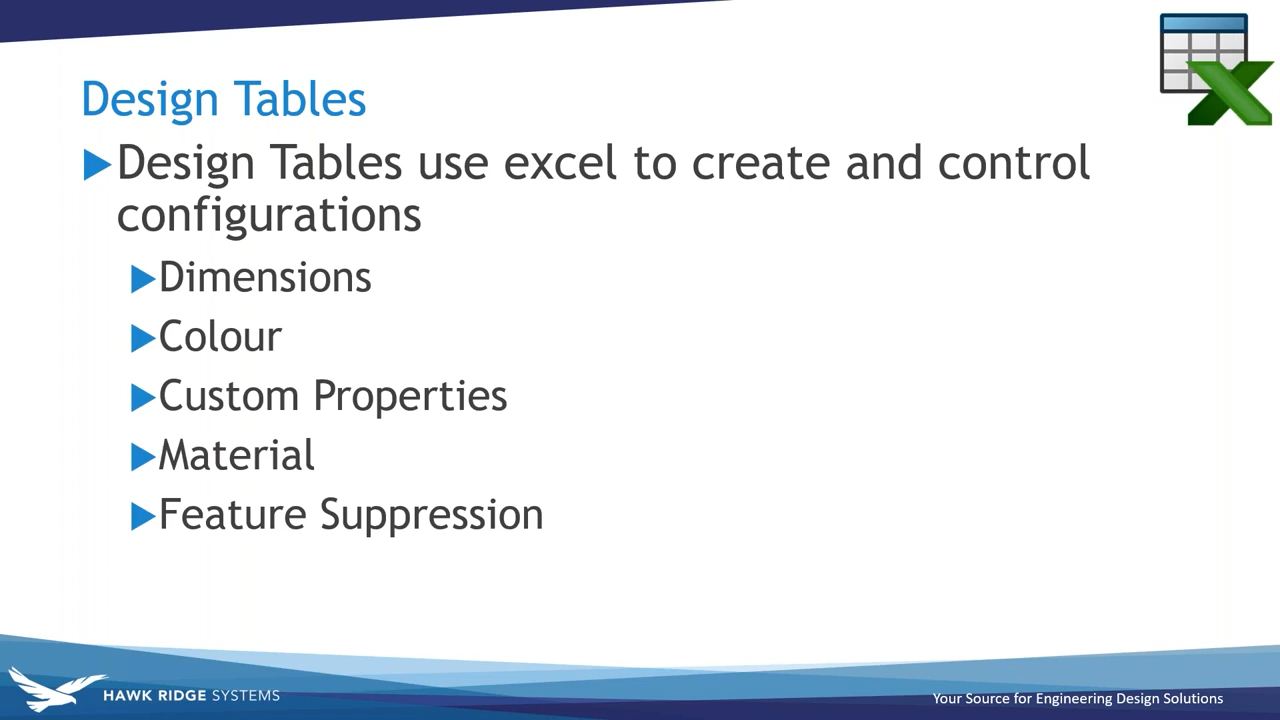 Design Tables
Design Tables use excel to create and control
configurations
Dimensions
Colour
Custom Properties
Material
Feature Suppression
HAWK RIDGE SYSTEMS
Your Source for Engineering Design Solutions